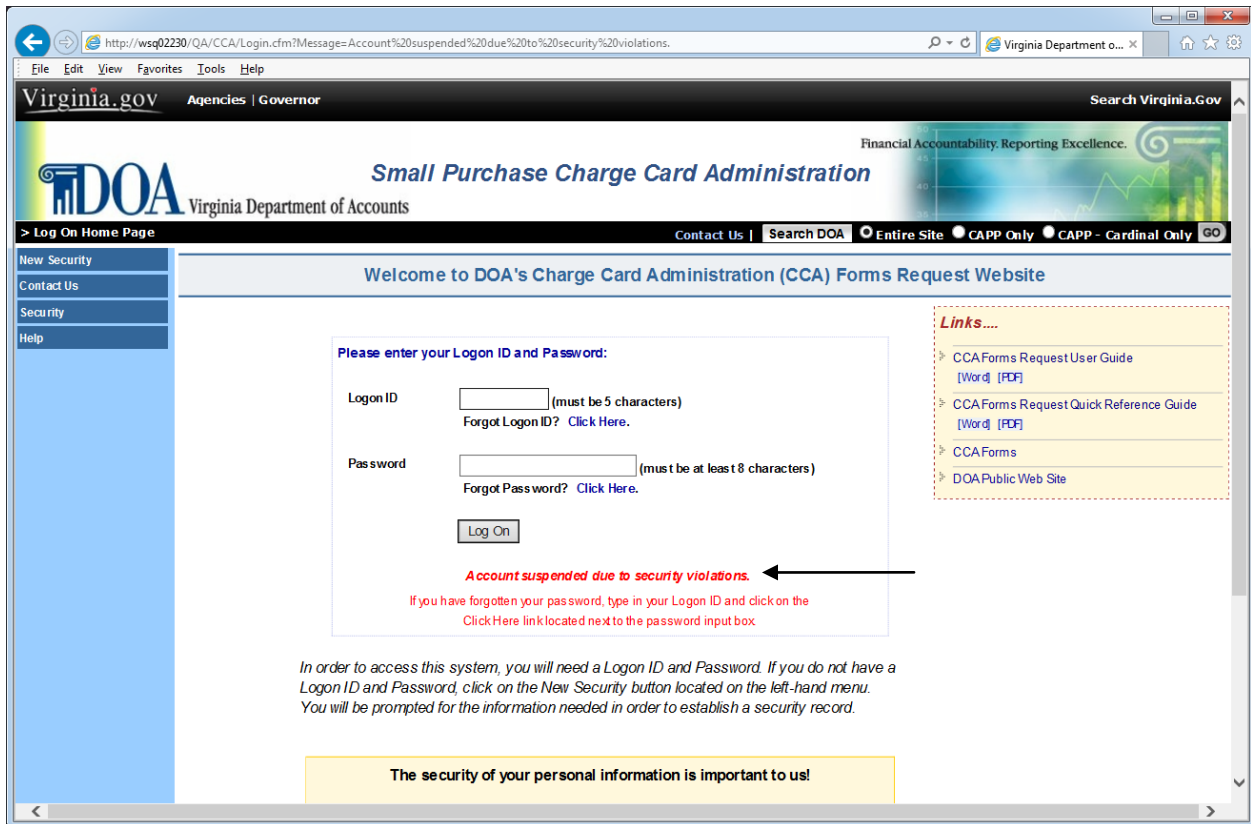 http://wsq02230/QA/CCA/Login.cfm?Message=Account%20suspended%20due%20to%20security%20violations.
Virginia Department o...
File Edit View Favorites Tools Help
Virginia.gov Agencies | Governor Search Virginia.Gov
Financial Accountability. Reporting Excellence.
Small Purchase Charge Card Administration
DOA Virginia Department of Accounts
> Log On Home Page Contact Us | Search DOA Entire Site CAPP Only CAPP - Cardinal Only GO
New Security
Contact Us
Security
Help
Welcome to DOA's Charge Card Administration (CCA) Forms Request Website
Please enter your Logon ID and Password:
Logon ID (must be 5 characters)
Forgot Logon ID? Click Here.
Password (must be at least 8 characters)
Forgot Password? Click Here.
Log On
Account suspended due to security violations.
If you have forgotten your password, type in your Logon ID and click on the
Click Here link located next to the password input box
Links....
CCA Forms Request User Guide
[Word] [PDF]
CCA Forms Request Quick Reference Guide
[Word] [PDF]
CCA Forms
DOA Public Web Site
In order to access this system, you will need a Logon ID and Password. If you do not have a
Logon ID and Password, click on the New Security button located on the left-hand menu.
You will be prompted for the information needed in order to establish a security record.
The security of your personal information is important to us!